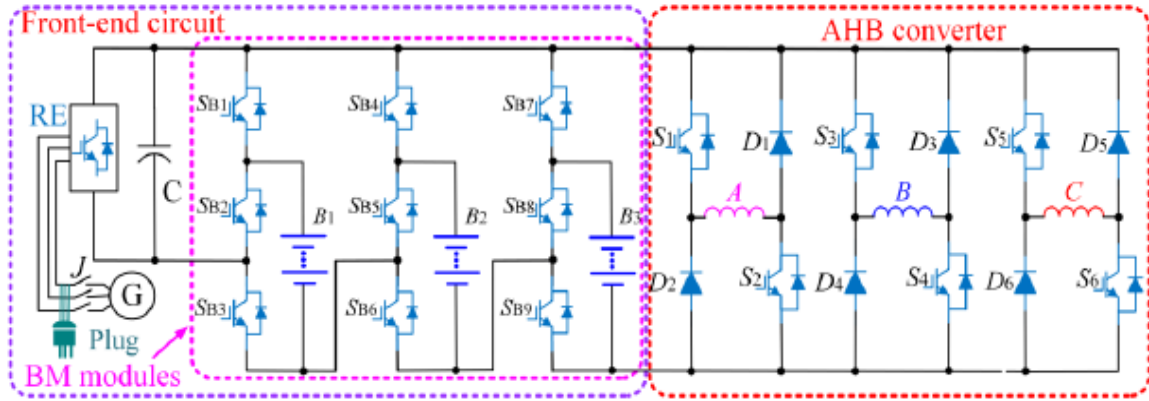 Front-end circuit
AHB converter
RE
C
SB1
SB4
SB7
SB2
SB5
SB8
B1
B2
B3
SB3
SB6
SB9
J
G
Plug
BM modules
S1
D1
S3
D3
S5
D5
A
B
C
D2
S2
D4
S4
D6
S6